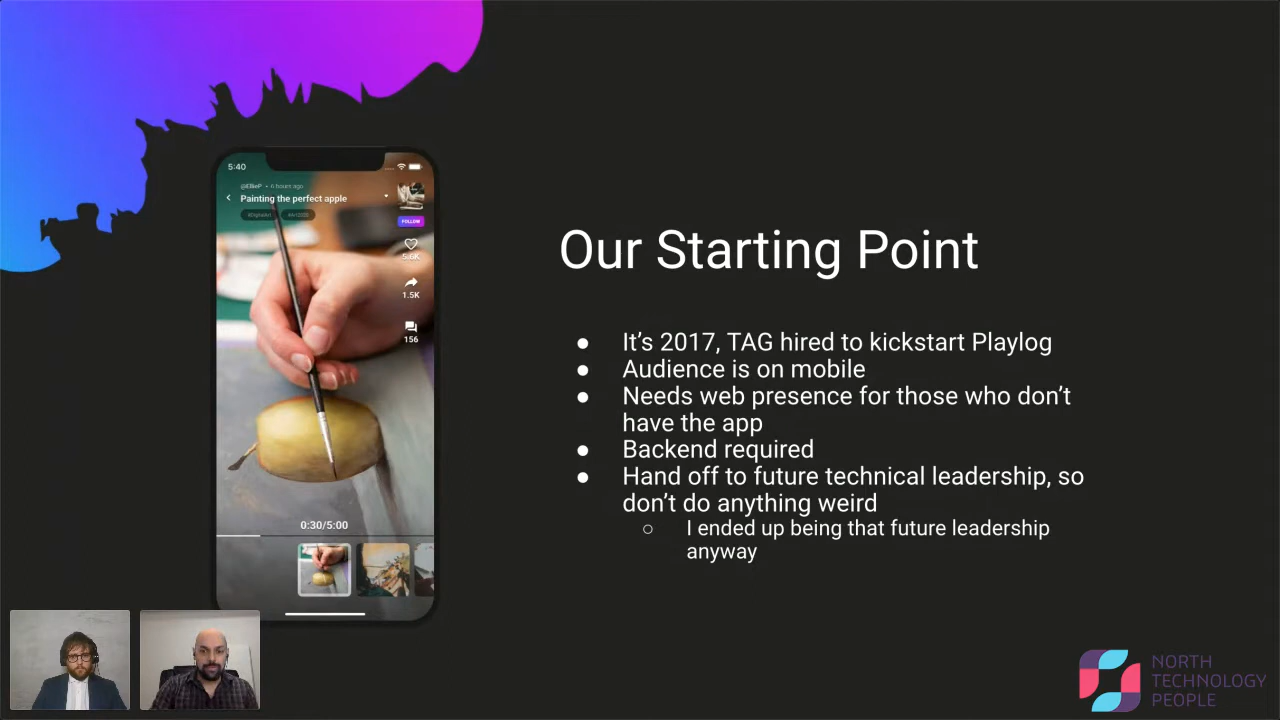 5:40
@EllieP • 6 hours ago
Painting the perfect apple
FOLLOW
5.6K
1.5K
156
0:30/5:00
Our Starting Point
● It’s 2017, TAG hired to kickstart Playlog
● Audience is on mobile
● Needs web presence for those who don’t
have the app
● Backend required
● Hand off to future technical leadership, so
don’t do anything weird
○ I ended up being that future leadership
anyway
NORTH
TECHNOLOGY
PEOPLE